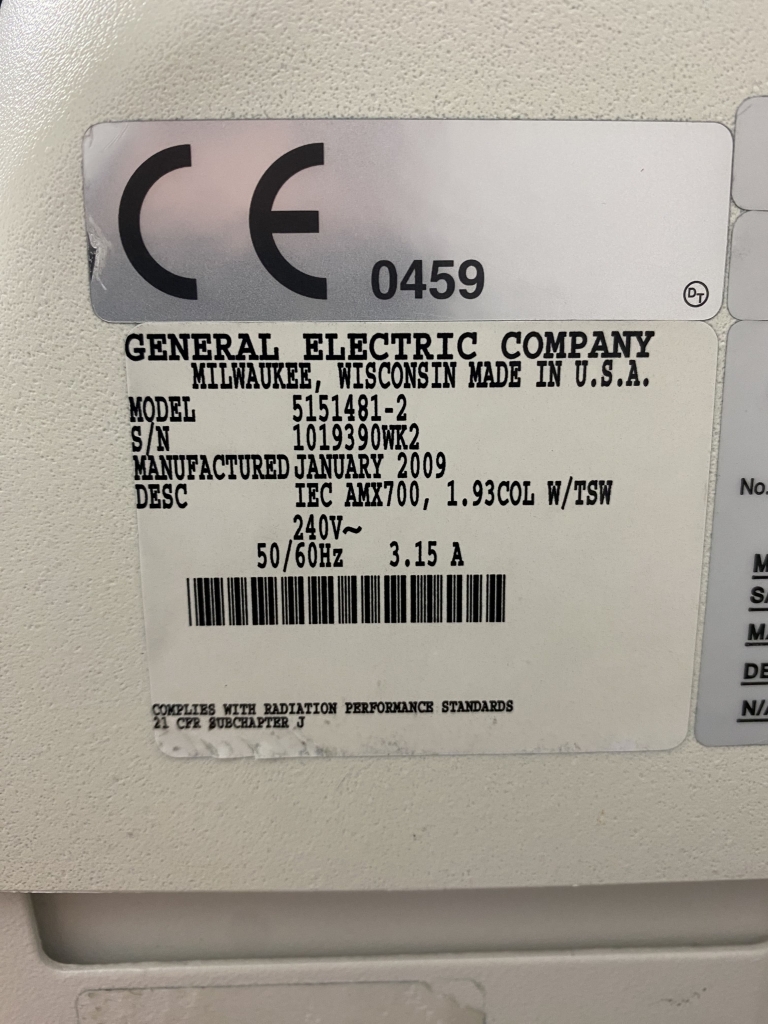 CE 0459
DT
GENERAL ELECTRIC COMPANY
MILWAUKEE, WISCONSIN MADE IN U.S.A.
MODEL 5151481-2
S/N 1019390WK2
MANUFACTURED JANUARY 2009
DESC IEC AMX700, 1.93COL W/TSW
240V~
50/60Hz 3.15 A
COMPLIES WITH RADIATION PERFORMANCE STANDARDS
21 CFR SUBCHAPTER J
No.